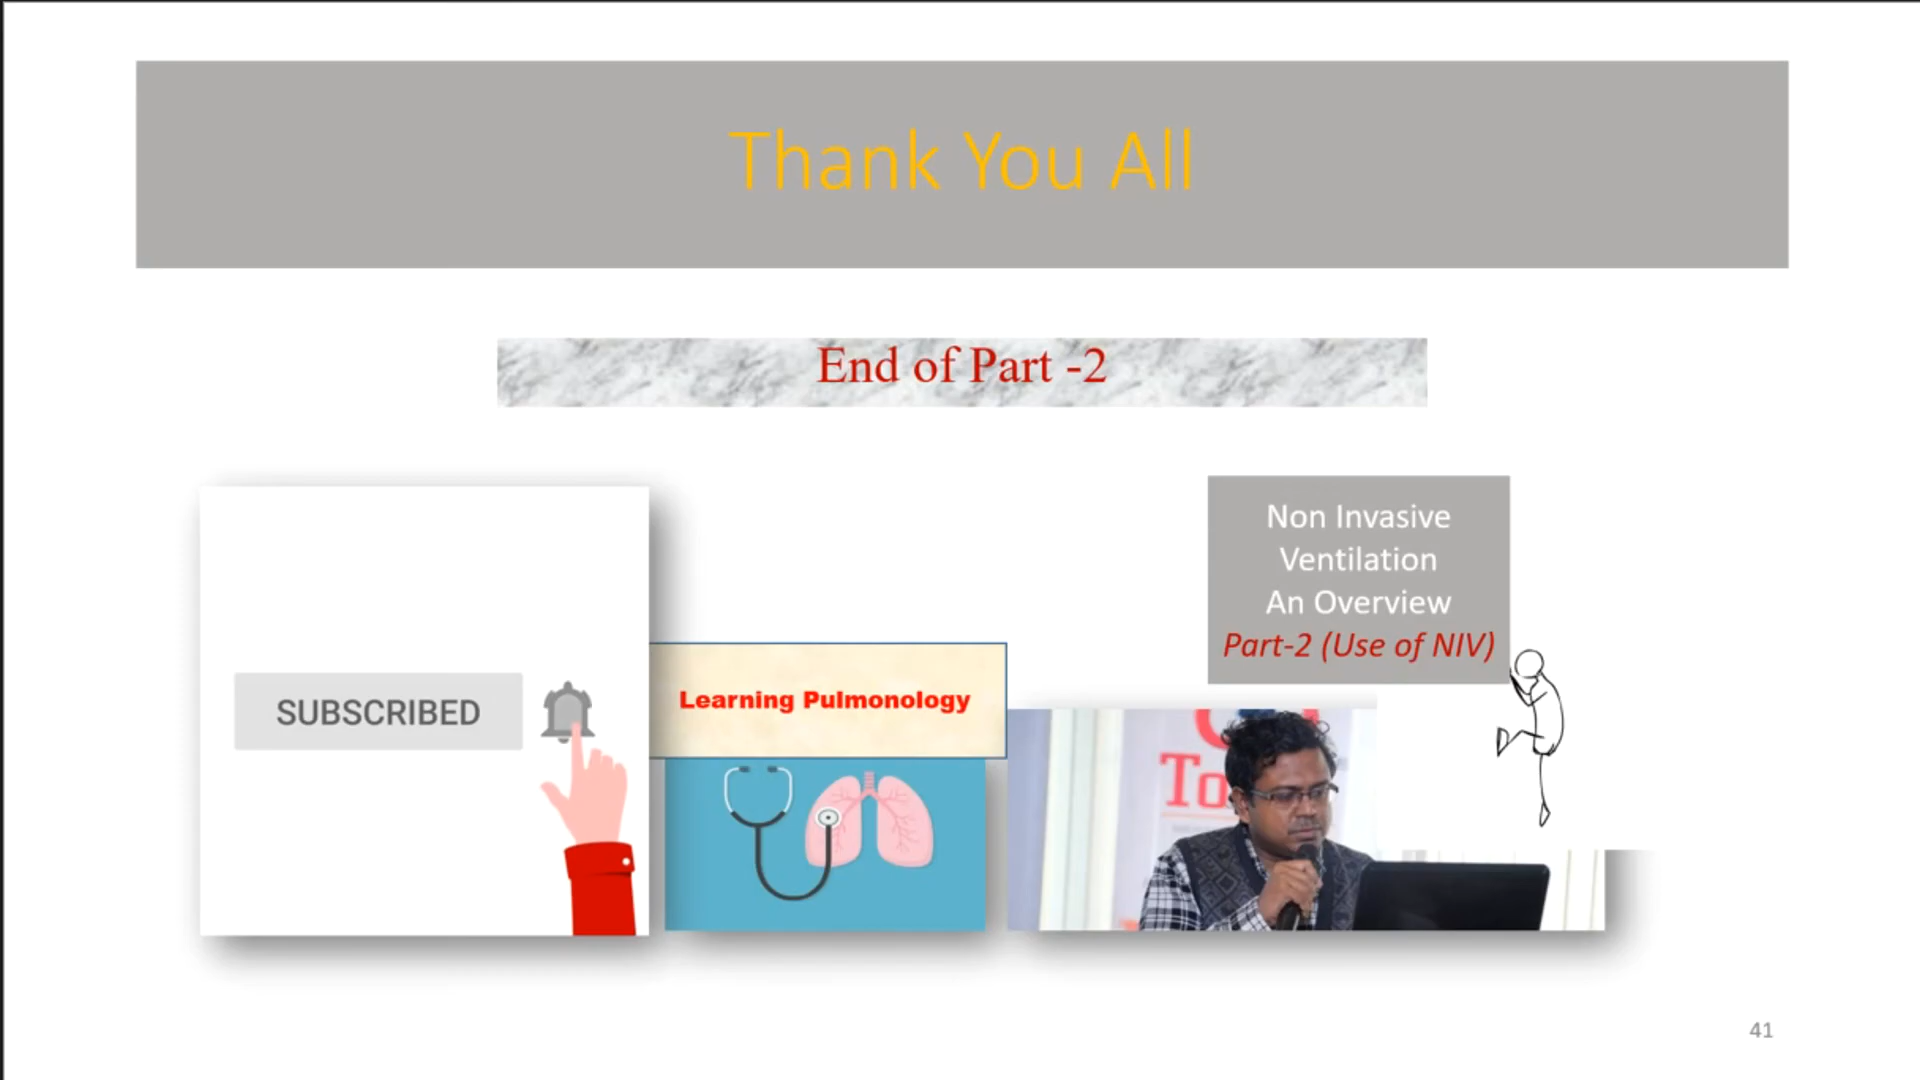 Thank You All
End of Part -2
Non Invasive
Ventilation
An Overview
Part-2 (Use of NIV)
SUBSCRIBED
Learning Pulmonology
To
41